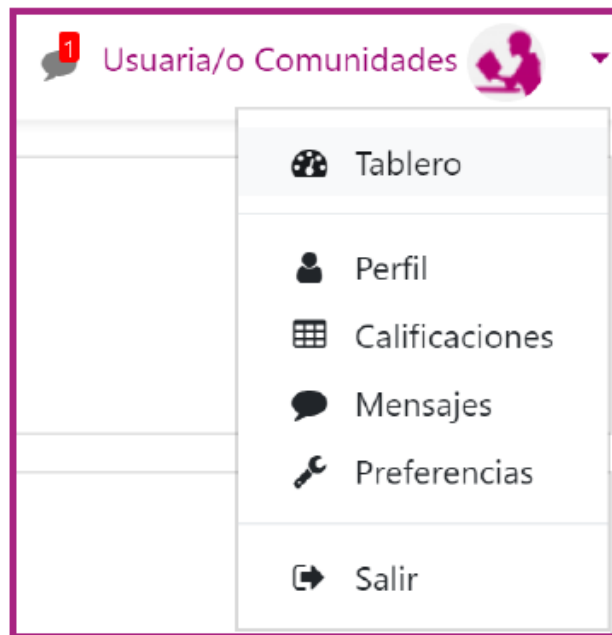 1
Usuaria/o Comunidades
Tablero
Perfil
Calificaciones
Mensajes
Preferencias
Salir